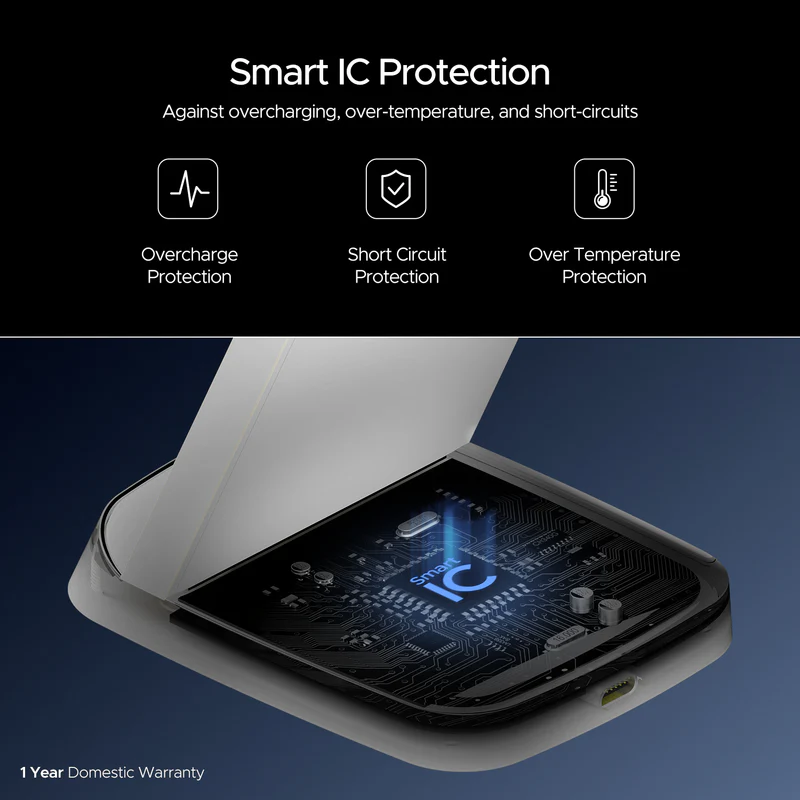 Smart IC Protection
Against overcharging, over-temperature, and short-circuits
Overcharge
Protection
Short Circuit
Protection
Over Temperature
Protection
Smart
IC
1 Year Domestic Warranty